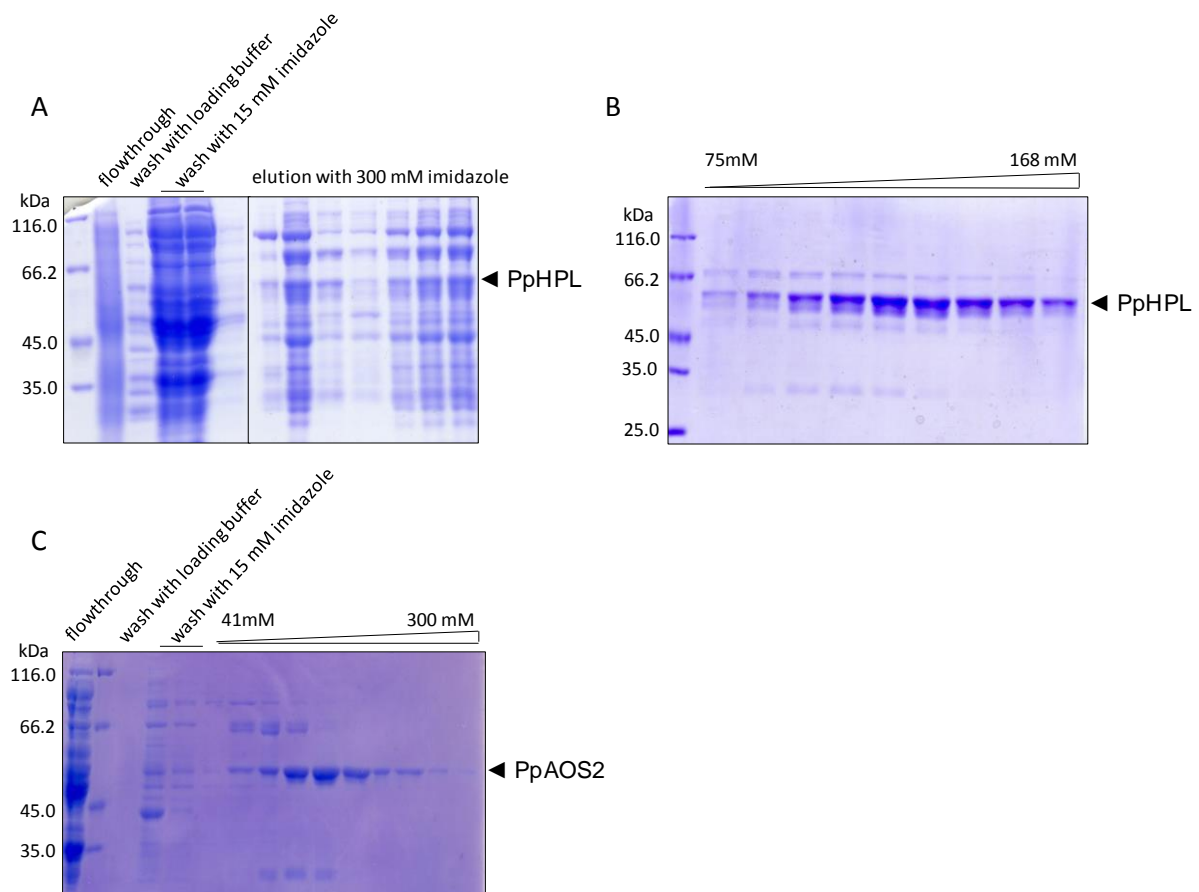 A
flowthrough
wash with loading buffer
wash with 15 mM imidazole
elution with 300 mM imidazole
kDa
116.0
66.2
45.0
35.0
PpHPL
B
75mM
168 mM
kDa
116.0
66.2
45.0
35.0
25.0
PpHPL
C
flowthrough
wash with loading buffer
wash with 15 mM imidazole
41mM
300 mM
kDa
116.0
66.2
45.0
35.0
PpAOS2